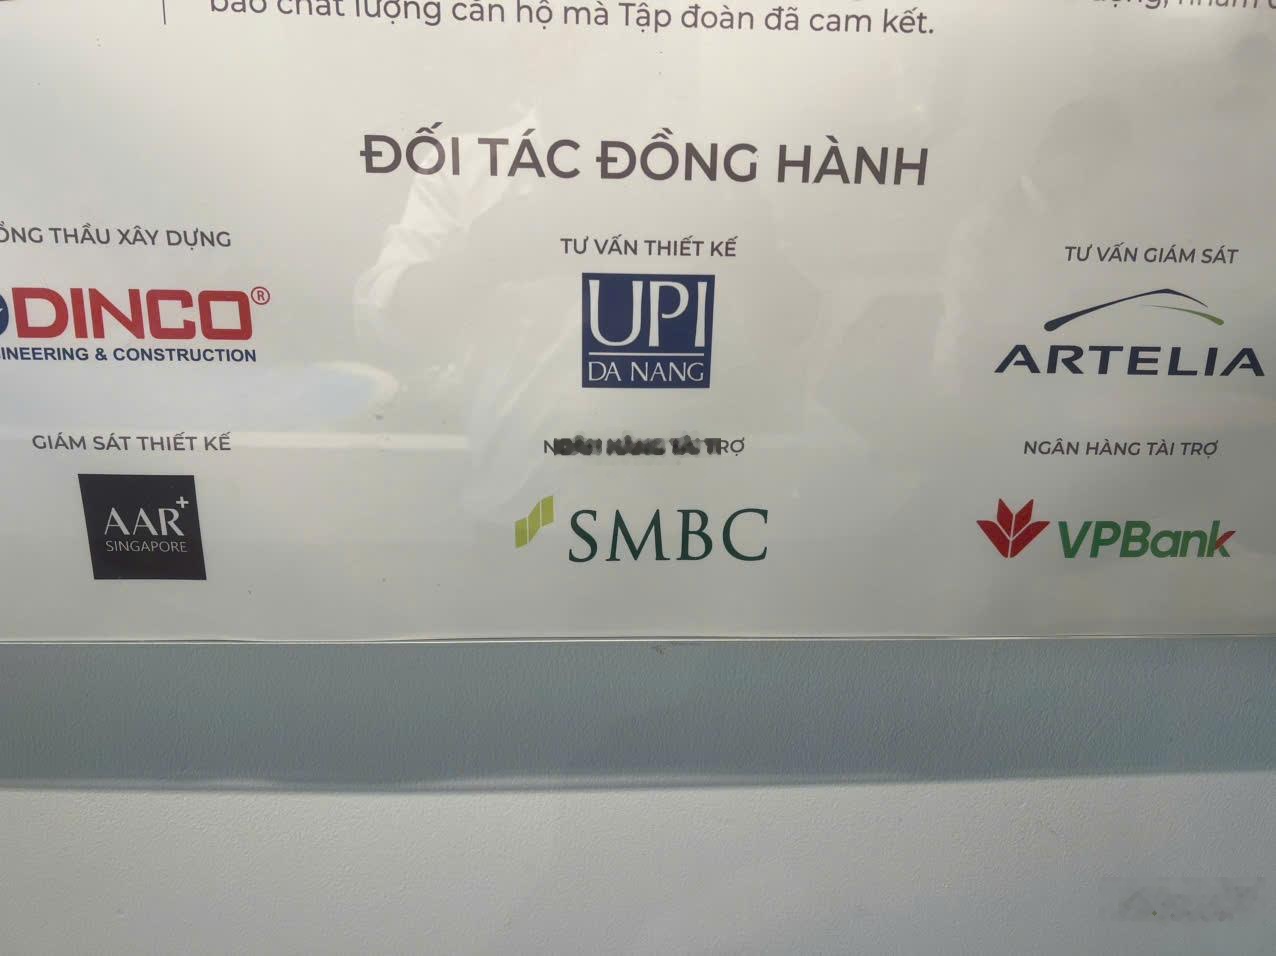 bảo chất lượng căn hộ mà Tập đoàn đã cam kết.
ĐỐI TÁC ĐỒNG HÀNH
THẦU XÂY DỰNG
TƯ VẤN THIẾT KẾ
TƯ VẤN GIÁM SÁT
DINCO®
& CONSTRUCTION
UPI
DA NANG
ARTELIA
GIÁM SÁT THIẾT KẾ
NGÂN HÀNG TÀI TRỢ
AAR+
SINGAPORE
SMBC
VPBank